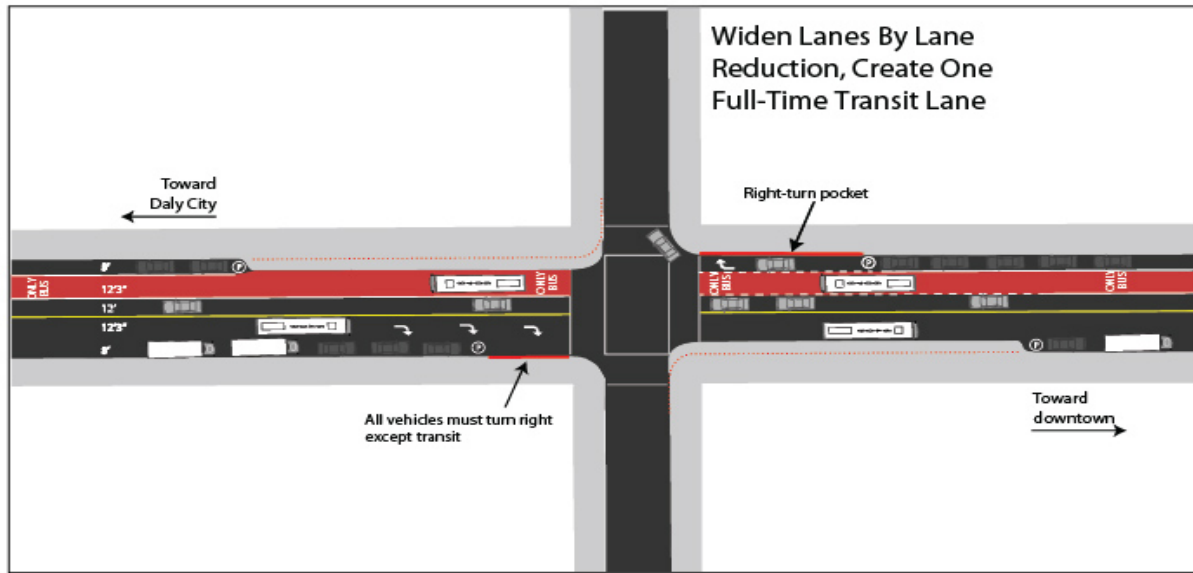 Widen Lanes By Lane
Reduction, Create One
Full-Time Transit Lane
Toward
Daly City
Right-turn pocket
8'
P
P
ONLY
BUS
12'3"
ONLY
BUS
ONLY
BUS
ONLY
BUS
12'
12'3"
8'
P
P
All vehicles must turn right
except transit
Toward
downtown